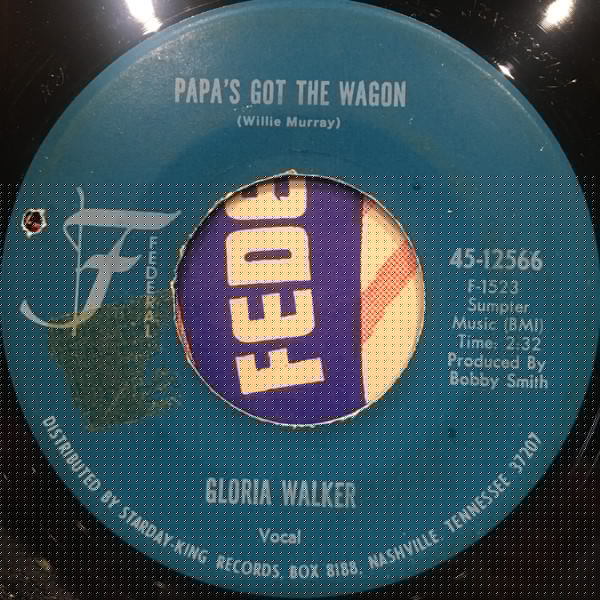 PAPA'S GOT THE WAGON
(Willie Murray)
F
FEDERAL
FEDE
45-12566
F-1523
Sumpter
Music (BMI)
Time: 2:32
Produced By
Bobby Smith
GLORIA WALKER
Vocal
DISTRIBUTED BY STARDAY-KING RECORDS, BOX 8188, NASHVILLE, TENNESSEE 37207